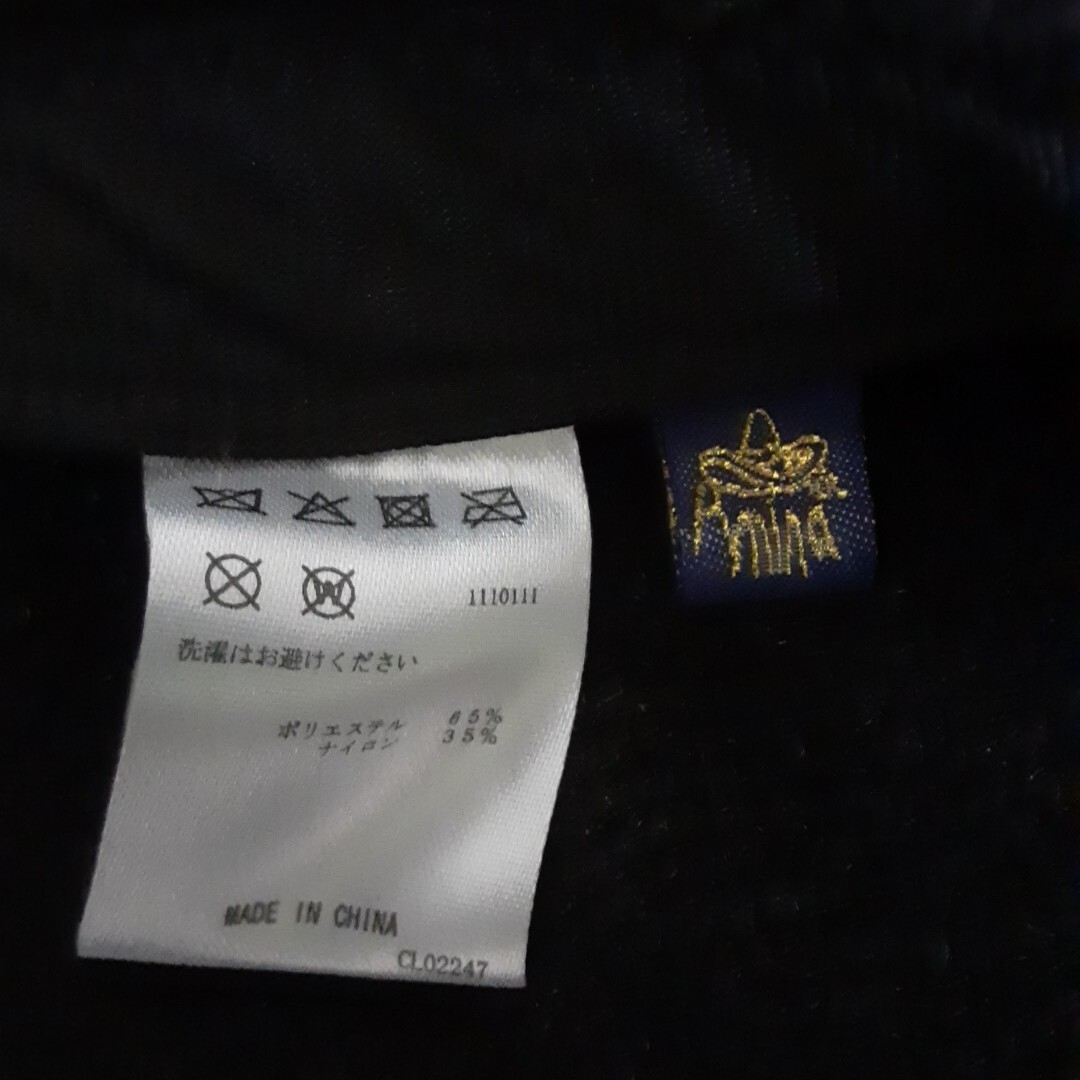 W
1110111
洗濯はお避けください
ポリエステル 65%
ナイロン 35%
MADE IN CHINA
CL02247